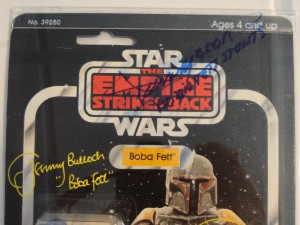 No. 39250
Ages 4 and up
STAR
THE
EMPIRE
STRIKES BACK
WARS
Boba Fett
Jeremy Bulloch
"Boba Fett"